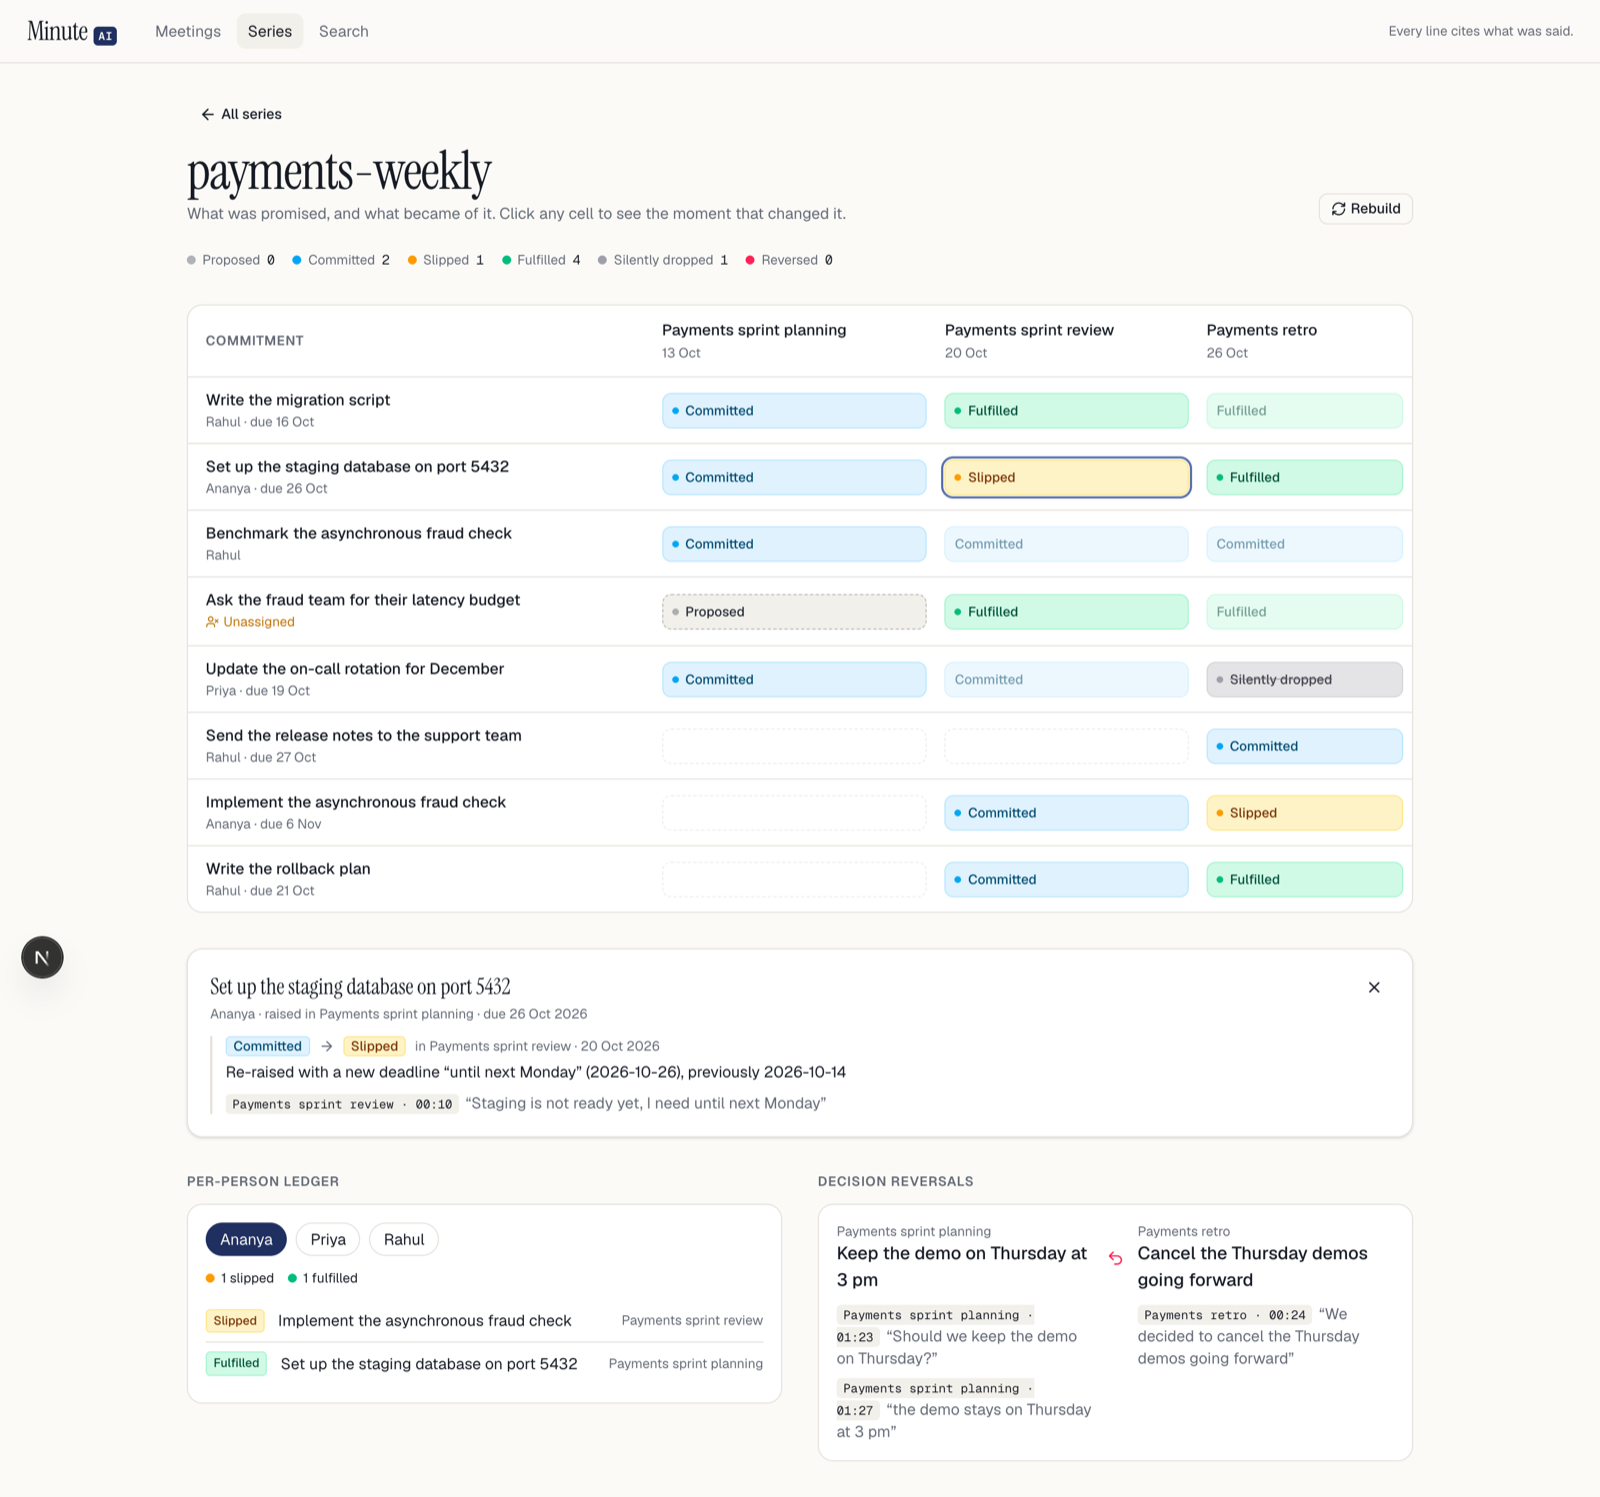 Minute AI Meetings Series Search Every line cites what was said.
← All series
payments-weekly
What was promised, and what became of it. Click any cell to see the moment that changed it.
Rebuild
Proposed 0 Committed 2 Slipped 1 Fulfilled 4 Silently dropped 1 Reversed 0
COMMITMENT
Payments sprint planning
13 Oct
Payments sprint review
20 Oct
Payments retro
26 Oct
Write the migration script
Rahul · due 16 Oct
Committed Fulfilled Fulfilled
Set up the staging database on port 5432
Ananya · due 26 Oct
Committed Slipped Fulfilled
Benchmark the asynchronous fraud check
Rahul
Committed Committed Committed
Ask the fraud team for their latency budget
Unassigned
Proposed Fulfilled Fulfilled
Update the on-call rotation for December
Priya · due 19 Oct
Committed Committed Silently dropped
Send the release notes to the support team
Rahul · due 27 Oct
Committed
Implement the asynchronous fraud check
Ananya · due 6 Nov
Committed Slipped
Write the rollback plan
Rahul · due 21 Oct
Committed Fulfilled
N
Set up the staging database on port 5432
Ananya · raised in Payments sprint planning · due 26 Oct 2026
Committed → Slipped in Payments sprint review · 20 Oct 2026
Re-raised with a new deadline “until next Monday” (2026-10-26), previously 2026-10-14
Payments sprint review · 00:10 “Staging is not ready yet, I need until next Monday”
PER-PERSON LEDGER
Ananya Priya Rahul
1 slipped 1 fulfilled
Slipped Implement the asynchronous fraud check Payments sprint review
Fulfilled Set up the staging database on port 5432 Payments sprint planning
DECISION REVERSALS
Payments sprint planning
Keep the demo on Thursday at
3 pm
Payments sprint planning ·
01:23 “Should we keep the demo
on Thursday?”
Payments sprint planning ·
01:27 “the demo stays on Thursday
at 3 pm”
Payments retro
Cancel the Thursday demos
going forward
Payments retro · 00:24 “We
decided to cancel the Thursday
demos going forward”